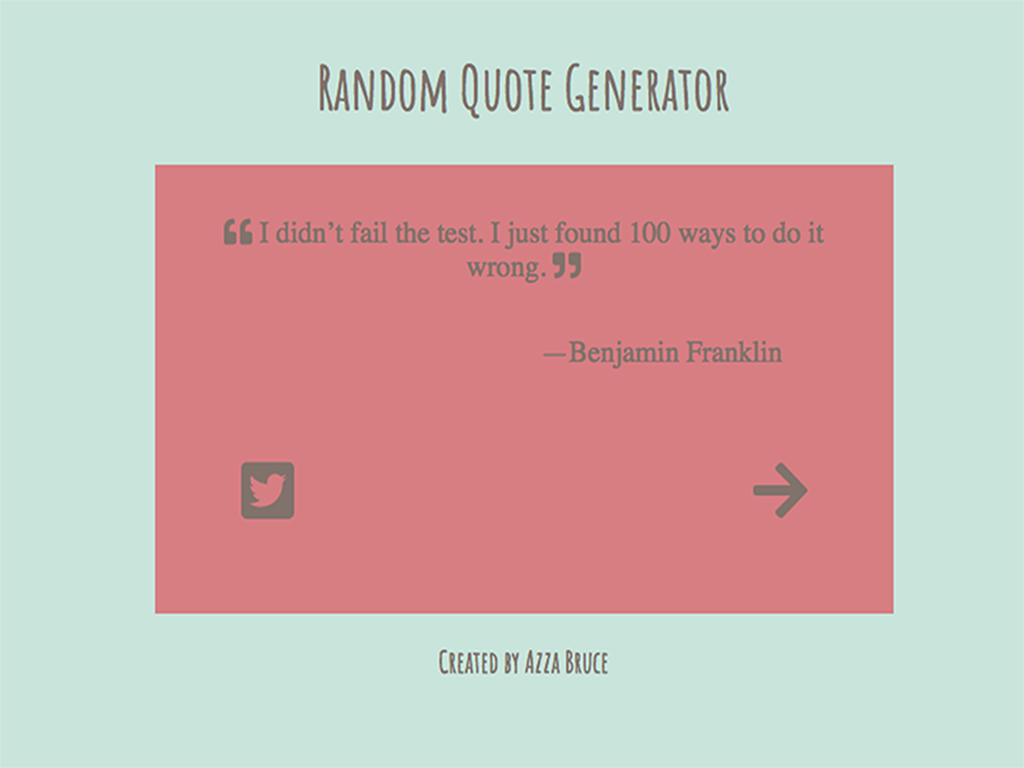 Random Quote Generator
❝ I didn’t fail the test. I just found 100 ways to do it
wrong. ❞
—Benjamin Franklin
Created by Azza Bruce